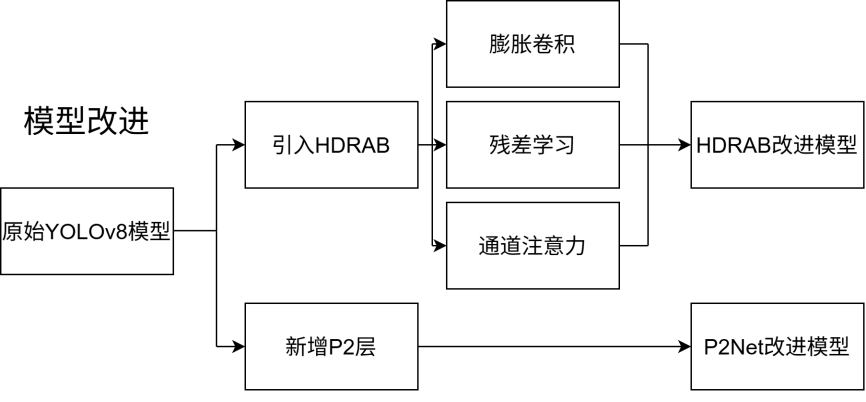 模型改进
原始YOLOv8模型
引入HDRAB
膨胀卷积
残差学习
通道注意力
HDRAB改进模型
新增P2层
P2Net改进模型